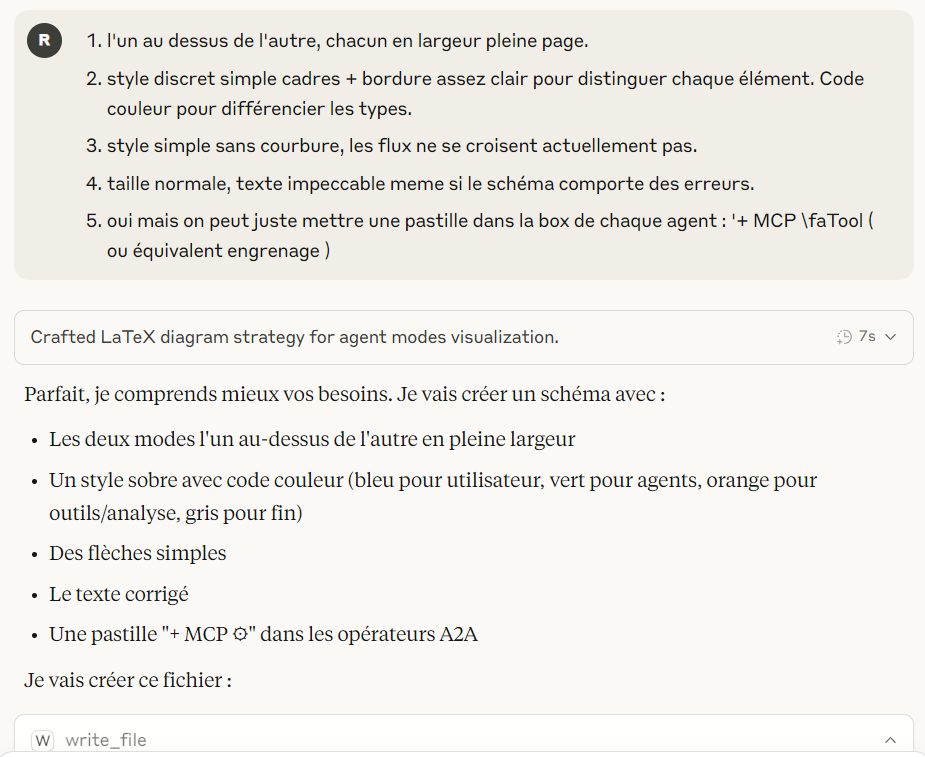 R
1. l'un au dessus de l'autre, chacun en largeur pleine page.
2. style discret simple cadres + bordure assez clair pour distinguer chaque élément. Code
couleur pour différencier les types.
3. style simple sans courbure, les flux ne se croisent actuellement pas.
4. taille normale, texte impeccable meme si le schéma comporte des erreurs.
5. oui mais on peut juste mettre une pastille dans la box de chaque agent : '+ MCP \faTool (
ou équivalent engrenage )
Crafted LaTeX diagram strategy for agent modes visualization.
7s
Parfait, je comprends mieux vos besoins. Je vais créer un schéma avec :
• Les deux modes l'un au-dessus de l'autre en pleine largeur
• Un style sobre avec code couleur (bleu pour utilisateur, vert pour agents, orange pour
outils/analyse, gris pour fin)
• Des flèches simples
• Le texte corrigé
• Une pastille "+ MCP ⚙" dans les opérateurs A2A
Je vais créer ce fichier :
W write_file